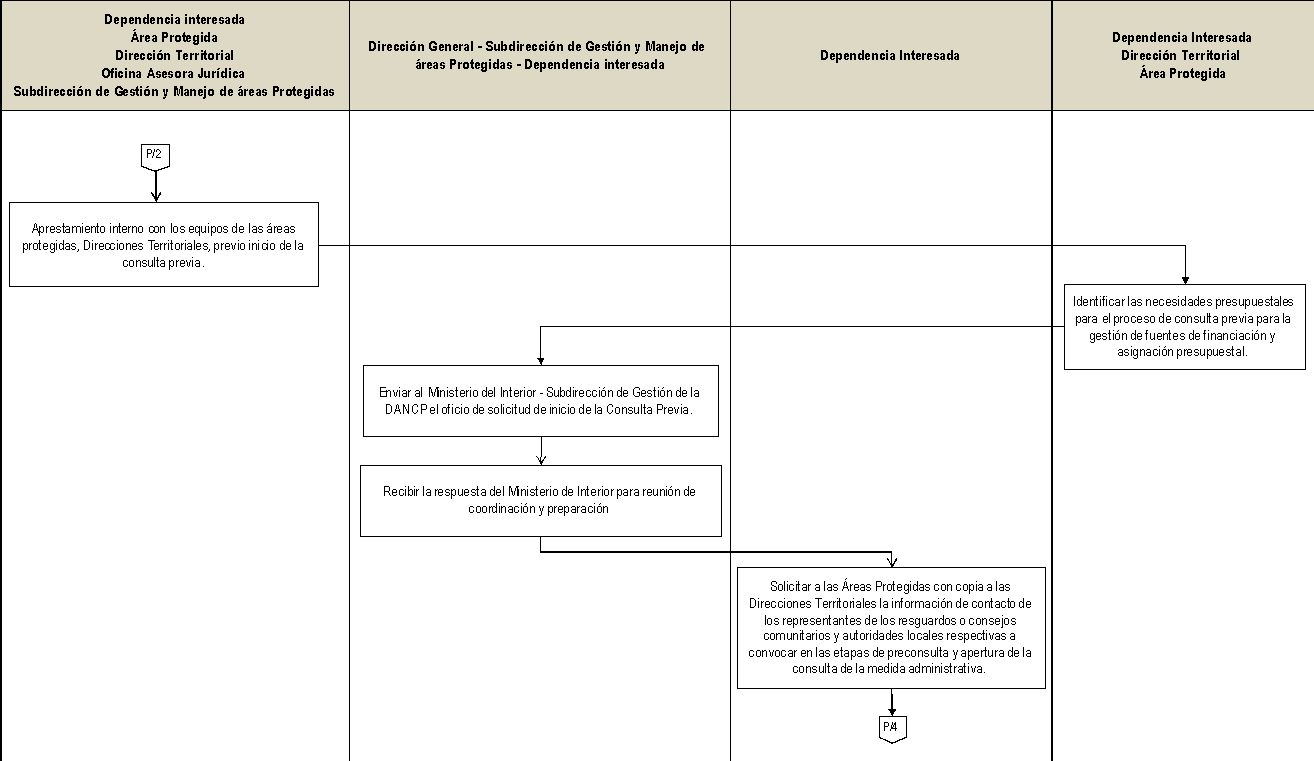 Dependencia interesada
Área Protegida
Dirección Territorial
Oficina Asesora Jurídica
Subdirección de Gestión y Manejo de áreas Protegidas
Dirección General - Subdirección de Gestión y Manejo de
áreas Protegidas - Dependencia interesada
Dependencia Interesada
Dependencia Interesada
Dirección Territorial
Área Protegida
P/2
Aprestamiento interno con los equipos de las áreas
protegidas, Direcciones Territoriales, previo inicio de la
consulta previa.
Identificar las necesidades presupuestales
para el proceso de consulta previa para la
gestión de fuentes de financiación y
asignación presupuestal.
Enviar al Ministerio del Interior - Subdirección de Gestión de la
DANCP el oficio de solicitud de inicio de la Consulta Previa.
Recibir la respuesta del Ministerio de Interior para reunión de
coordinación y preparación
Solicitar a las Áreas Protegidas con copia a las
Direcciones Territoriales la información de contacto de
los representantes de los resguardos o consejos
comunitarios y autoridades locales respectivas a
convocar en las etapas de preconsulta y apertura de la
consulta de la medida administrativa.
P/4